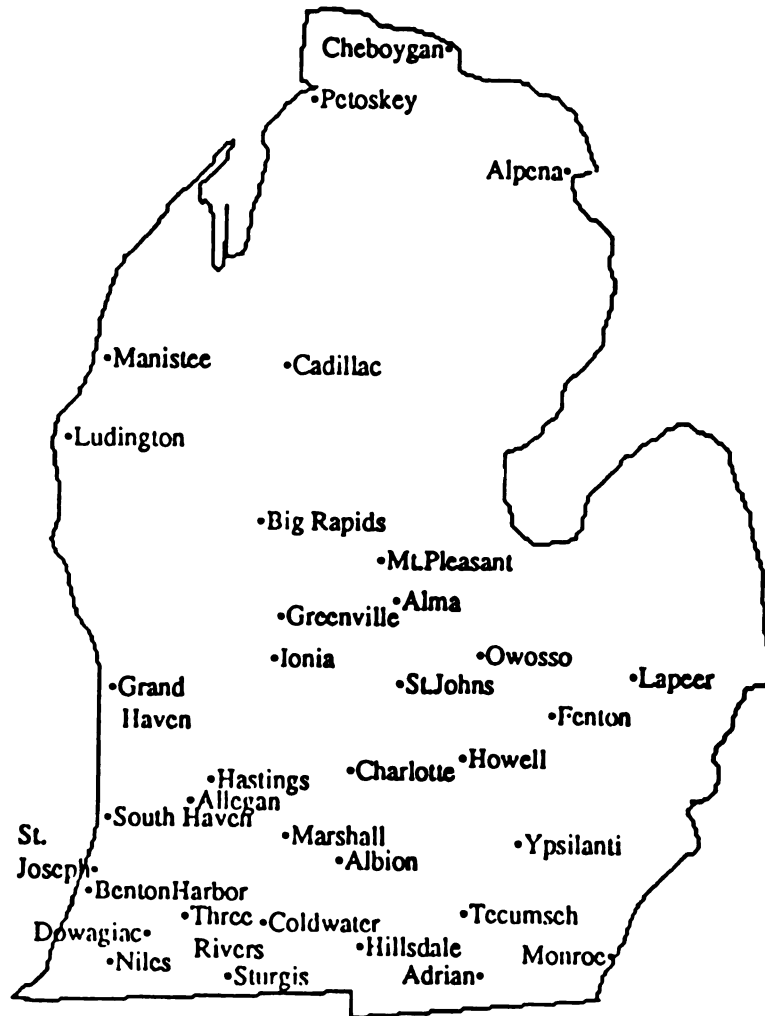 Cheboygan
Petoskey
Alpena
Manistee
Cadillac
Ludington
Big Rapids
Mt.Pleasant
Alma
Greenville
Ionia
Owosso
Lapeer
St.Johns
Grand
Haven
Fenton
Howell
Charlotte
Hastings
Allegan
South Haven
St.
Joseph
Marshall
Ypsilanti
Albion
BentonHarbor
Three
Rivers
Coldwater
Tecumseh
Dowagiac
Hillsdale
Monroe
Niles
Sturgis
Adrian